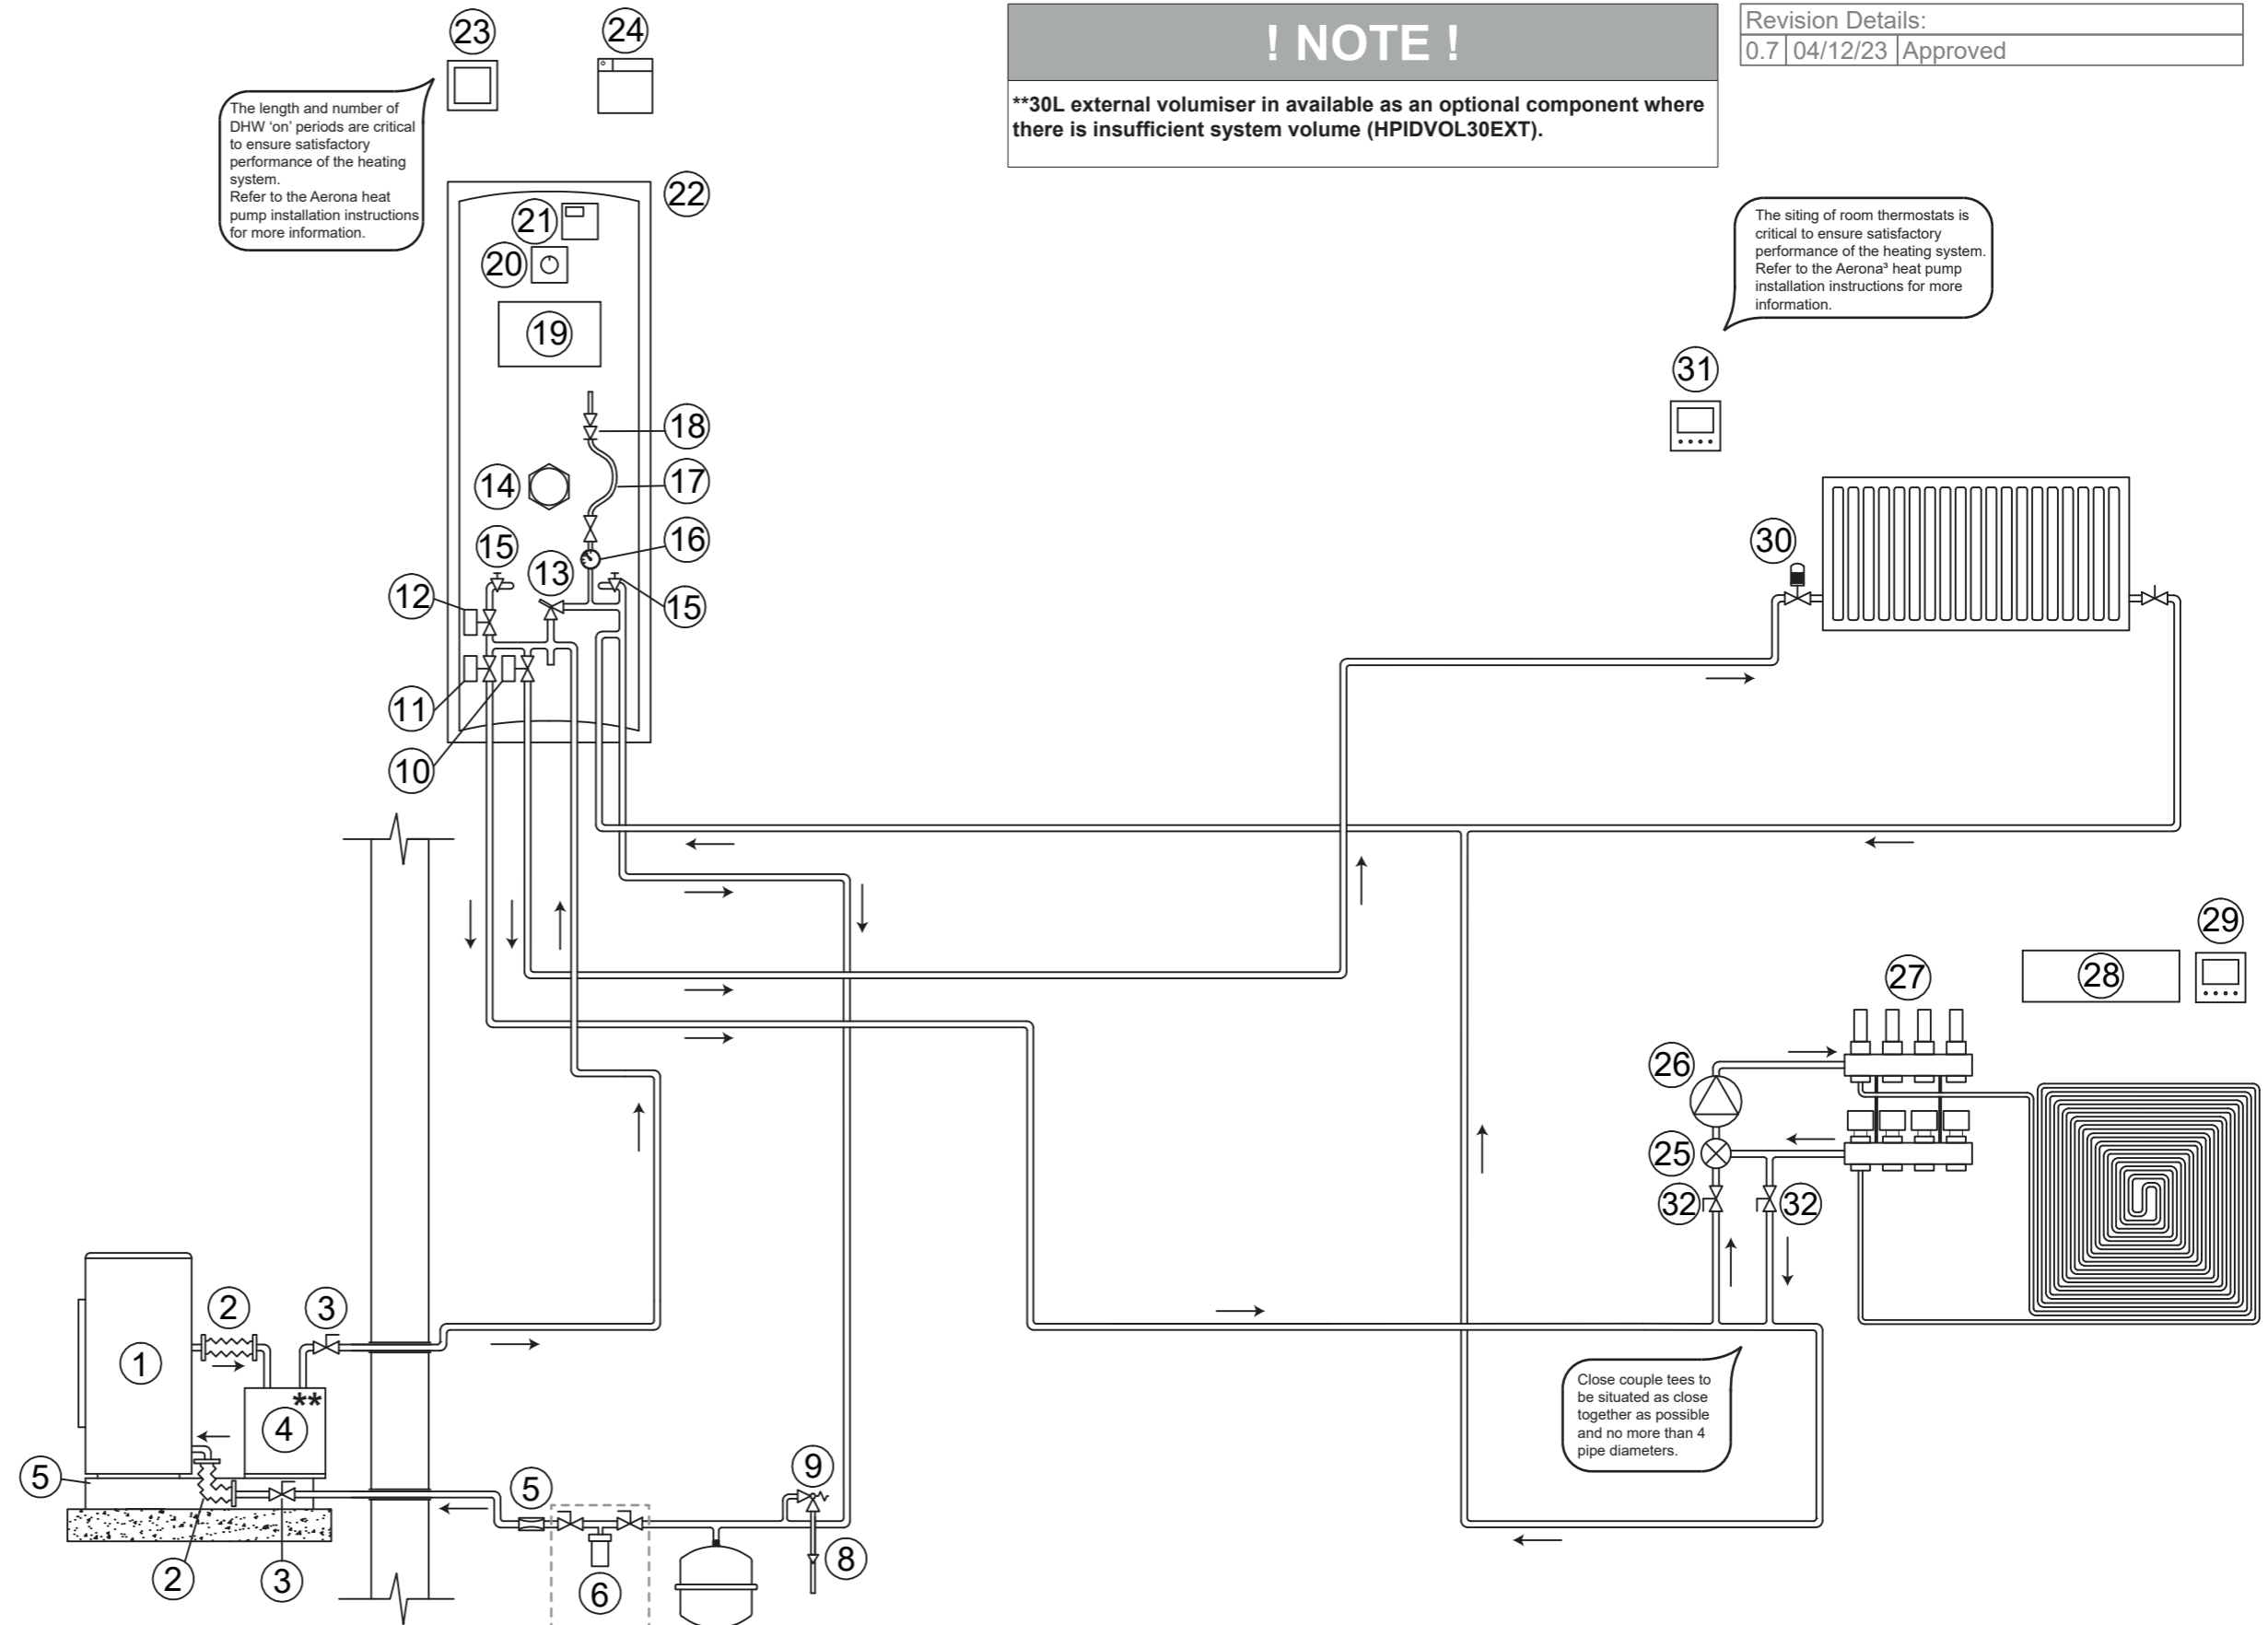 23
24
! NOTE !
**30L external volumiser in available as an optional component where
there is insufficient system volume (HPIDVOL30EXT).
Revision Details:
0.7 04/12/23 Approved
The length and number of
DHW ‘on’ periods are critical
to ensure satisfactory
performance of the heating
system.
Refer to the Aerona heat
pump installation instructions
for more information.
22
21
20
19
18
17
14
16
15
13
12
15
11
10
The siting of room thermostats is
critical to ensure satisfactory
performance of the heating system.
Refer to the Aerona³ heat pump
installation instructions for more
information.
31
30
29
28
27
26
25
32
32
Close couple tees to
be situated as close
together as possible
and no more than 4
pipe diameters.
2
3
1
**
4
5
5
9
2
3
6
8